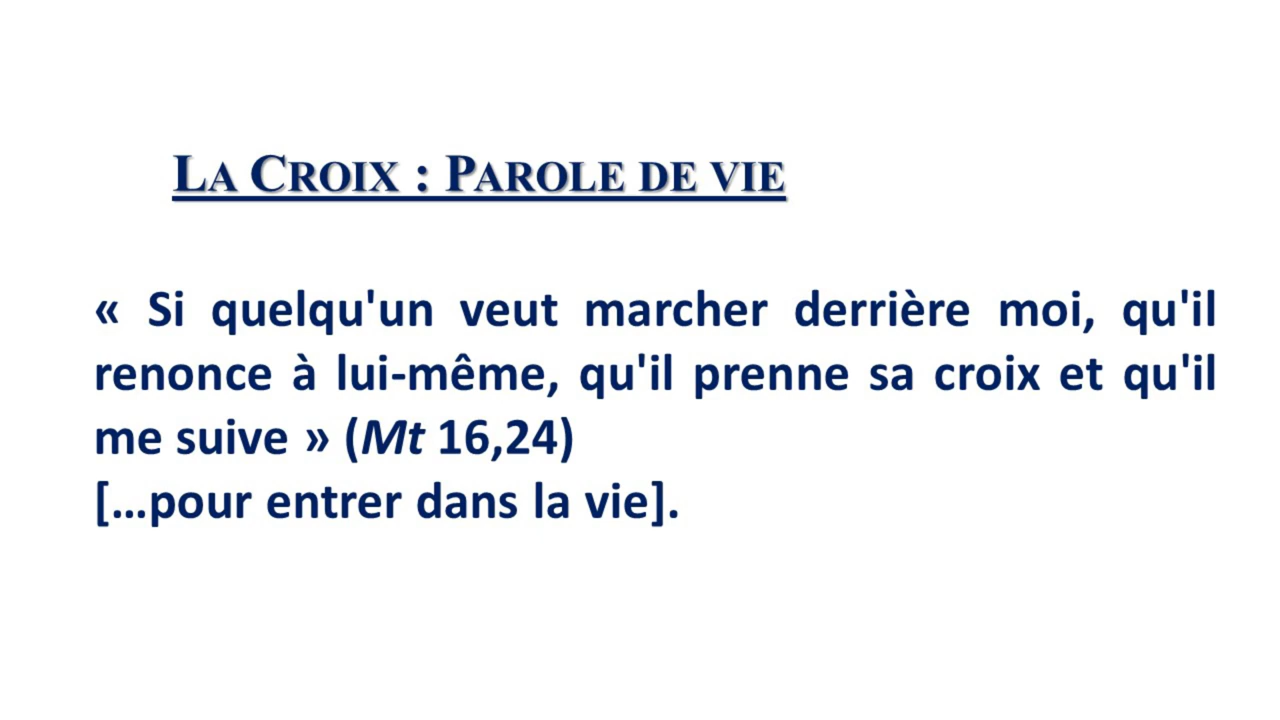 LA CROIX : PAROLE DE VIE
« Si quelqu'un veut marcher derrière moi, qu'il
renonce à lui-même, qu'il prenne sa croix et qu'il
me suive » (Mt 16,24)
[…pour entrer dans la vie].